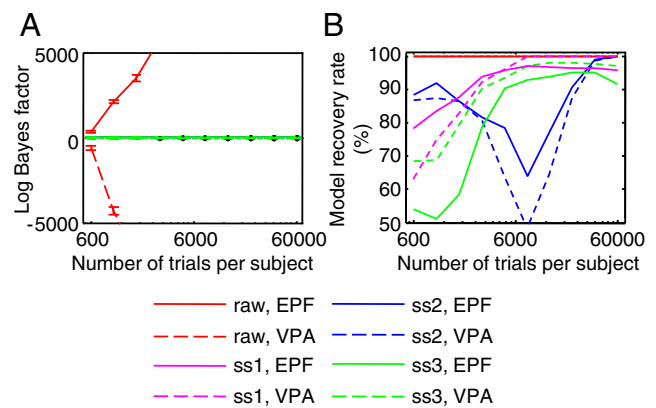 A
B
Log Bayes factor
5000
0
-5000
600
6000
60000
Number of trials per subject
Model recovery rate
(%)
100
90
80
70
60
50
600
6000
60000
Number of trials per subject
raw, EPF
raw, VPA
ss1, EPF
ss1, VPA
ss2, EPF
ss2, VPA
ss3, EPF
ss3, VPA